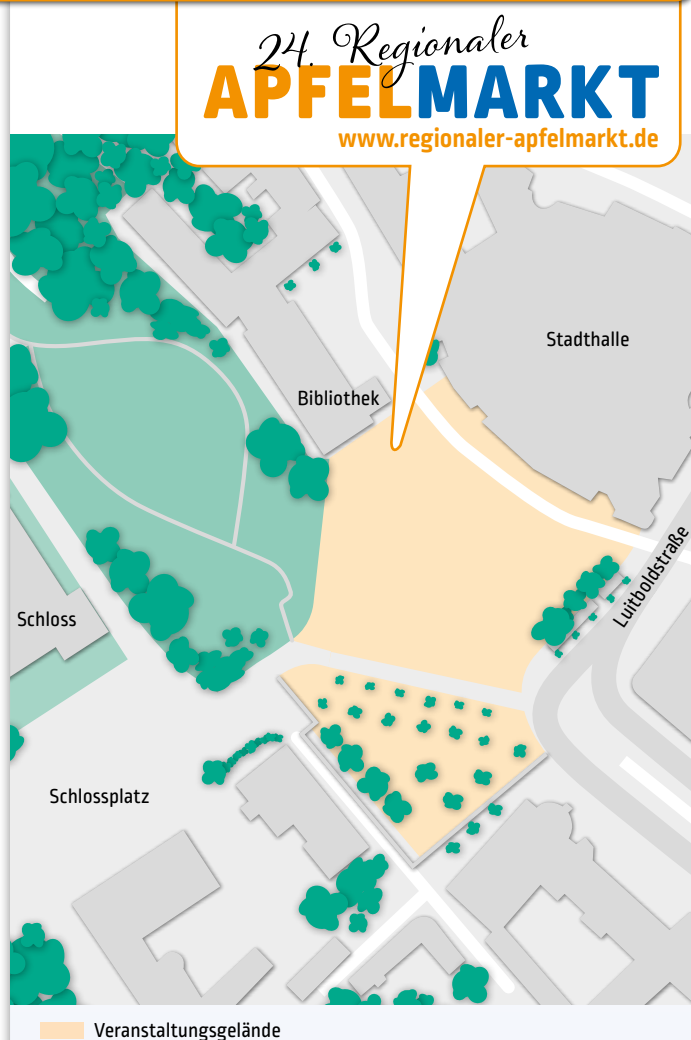 24. Regionaler
APFELMARKT
www.regionaler-apfelmarkt.de
Stadthalle
Bibliothek
Luitboldstraße
Schloss
Schlossplatz
Veranstaltungsgelände